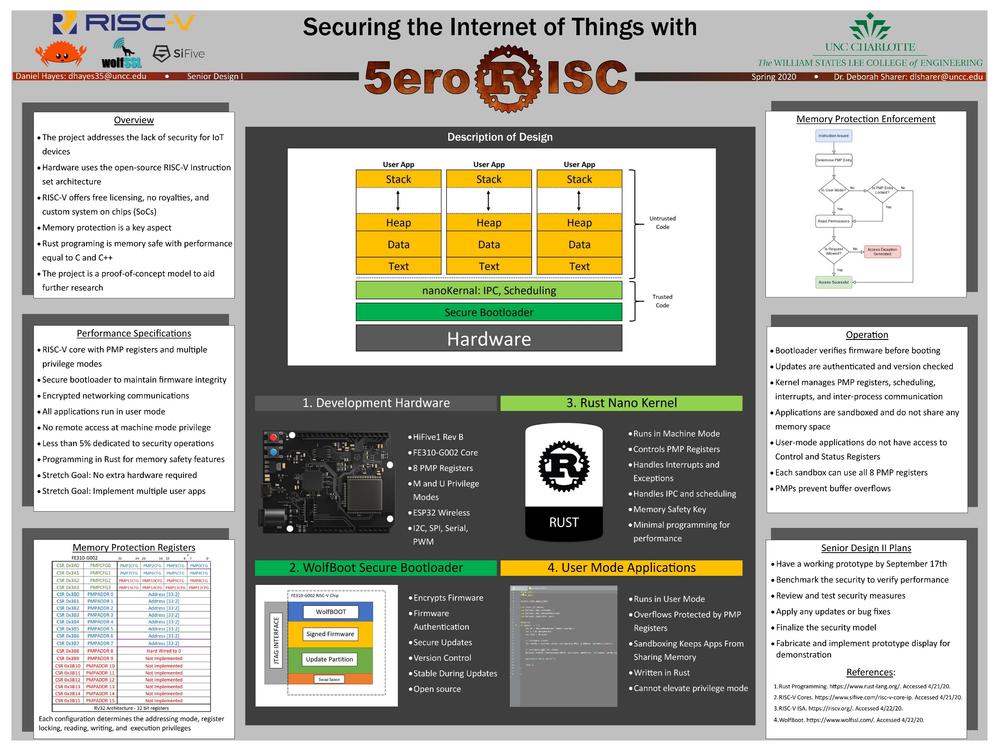 RISC-V
wolfSSL
SiFive
Securing the Internet of Things with
5ero RISC
UNC CHARLOTTE
The WILLIAM STATES LEE COLLEGE of ENGINEERING
Daniel Hayes: dhayes35@uncc.edu • Senior Design I
Spring 2020 • Dr. Deborah Sharer: dlsharer@uncc.edu
Overview
• The project addresses the lack of security for IoT
devices
• Hardware uses the open-source RISC-V Instruction
set architecture
• RISC-V offers free licensing, no royalties, and
custom system on chips (SoCs)
• Memory protection is a key aspect
• Rust programing is memory safe with performance
equal to C and C++
• The project is a proof-of-concept model to aid
further research
Performance Specifications
• RISC-V core with PMP registers and multiple
privilege modes
• Secure bootloader to maintain firmware integrity
• Encrypted networking communications
• All applications run in user mode
• No remote access at machine mode privilege
• Less than 5% dedicated to security operations
• Programming in Rust for memory safety features
• Stretch Goal: No extra hardware required
• Stretch Goal: Implement multiple user apps
Memory Protection Registers
FE310-G002 31 24 23 16 15 8 7 0
CSR 0x3A0 PMPCFG0 PMP3CFG PMP2CFG PMP1CFG PMP0CFG
CSR 0x3A1 PMPCFG1 PMP7CFG PMP6CFG PMP5CFG PMP4CFG
CSR 0x3A2 PMPCFG2 PMP11CFG PMP10CFG PMP9CFG PMP8CFG
CSR 0x3A3 PMPCFG3 PMP15CFG PMP14CFG PMP13CFG PMP12CFG
CSR 0x3B0 PMPADDR 0 Address [33:2]
CSR 0x3B1 PMPADDR 1 Address [33:2]
CSR 0x3B2 PMPADDR 2 Address [33:2]
CSR 0x3B3 PMPADDR 3 Address [33:2]
CSR 0x3B4 PMPADDR 4 Address [33:2]
CSR 0x3B5 PMPADDR 5 Address [33:2]
CSR 0x3B6 PMPADDR 6 Address [33:2]
CSR 0x3B7 PMPADDR 7 Address [33:2]
CSR 0x3B8 PMPADDR 8 Hard Wired to 0
CSR 0x3B9 PMPADDR 9 Not Implemented
CSR 0x3B10 PMPADDR 10 Not Implemented
CSR 0x3B11 PMPADDR 11 Not Implemented
CSR 0x3B12 PMPADDR 12 Not Implemented
CSR 0x3B13 PMPADDR 13 Not Implemented
CSR 0x3B14 PMPADDR 14 Not Implemented
CSR 0x3B15 PMPADDR 15 Not Implemented
RV32 Architecture - 32 bit registers
Each configuration determines the addressing mode, register
locking, reading, writing, and execution privileges
Description of Design
User App User App User App
Stack Stack Stack
Heap Heap Heap
Data Data Data
Text Text Text
Untrusted
Code
nanoKernal: IPC, Scheduling
Secure Bootloader
Trusted
Code
Hardware
1. Development Hardware
• HiFive1 Rev B
• FE310-G002 Core
• 8 PMP Registers
• M and U Privilege
Modes
• ESP32 Wireless
• I2C, SPI, Serial,
PWM
3. Rust Nano Kernel
R
RUST
• Runs in Machine Mode
• Controls PMP Registers
• Handles Interrupts and
Exceptions
• Handles IPC and scheduling
• Memory Safety Key
• Minimal programming for
performance
2. WolfBoot Secure Bootloader
FE310-G002 RISC-V Chip
JTAG INTERFACE
WolfBOOT
Signed Firmware
Update Partition
Swap Space
• Encrypts Firmware
• Firmware
Authentication
• Secure Updates
• Version Control
• Stable During Updates
• Open source
4. User Mode Applications
• Runs in User Mode
• Overflows Protected by PMP
Registers
• Sandboxing Keeps Apps From
Sharing Memory
• Written in Rust
• Cannot elevate privilege mode
Memory Protection Enforcement
Instruction Issued
Determine PMP Entry
In User Mode?
No
Is PMP Entry
Locked?
No
Yes
Yes
Read Permissions
Is Request
Allowed?
No
Access Exception
Generated
Yes
Access Sucessful
Operation
• Bootloader verifies firmware before booting
• Updates are authenticated and version checked
• Kernel manages PMP registers, scheduling,
interrupts, and inter-process communication
• Applications are sandboxed and do not share any
memory space
• User-mode applications do not have access to
Control and Status Registers
• Each sandbox can use all 8 PMP registers
• PMPs prevent buffer overflows
Senior Design II Plans
• Have a working prototype by September 17th
• Benchmark the security to verify performance
• Review and test security measures
• Apply any updates or bug fixes
• Finalize the security model
• Fabricate and implement prototype display for
demonstration
References:
1.Rust Programming. https://www.rust-lang.org/. Accessed 4/21/20.
2.RISC-V Cores. https://www.sifive.com/risc-v-core-ip. Accessed 4/21/20.
3.RISC-V ISA. https://riscv.org/. Accessed 4/22/20.
4.WolfBoot. https://www.wolfssl.com/. Accessed 4/22/20.